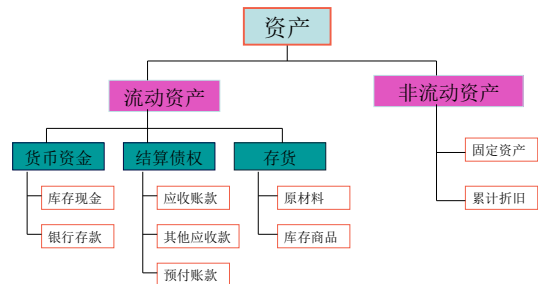 资产
流动资产
非流动资产
货币资金
结算债权
存货
固定资产
库存现金
应收账款
原材料
累计折旧
银行存款
其他应收款
库存商品
预付账款